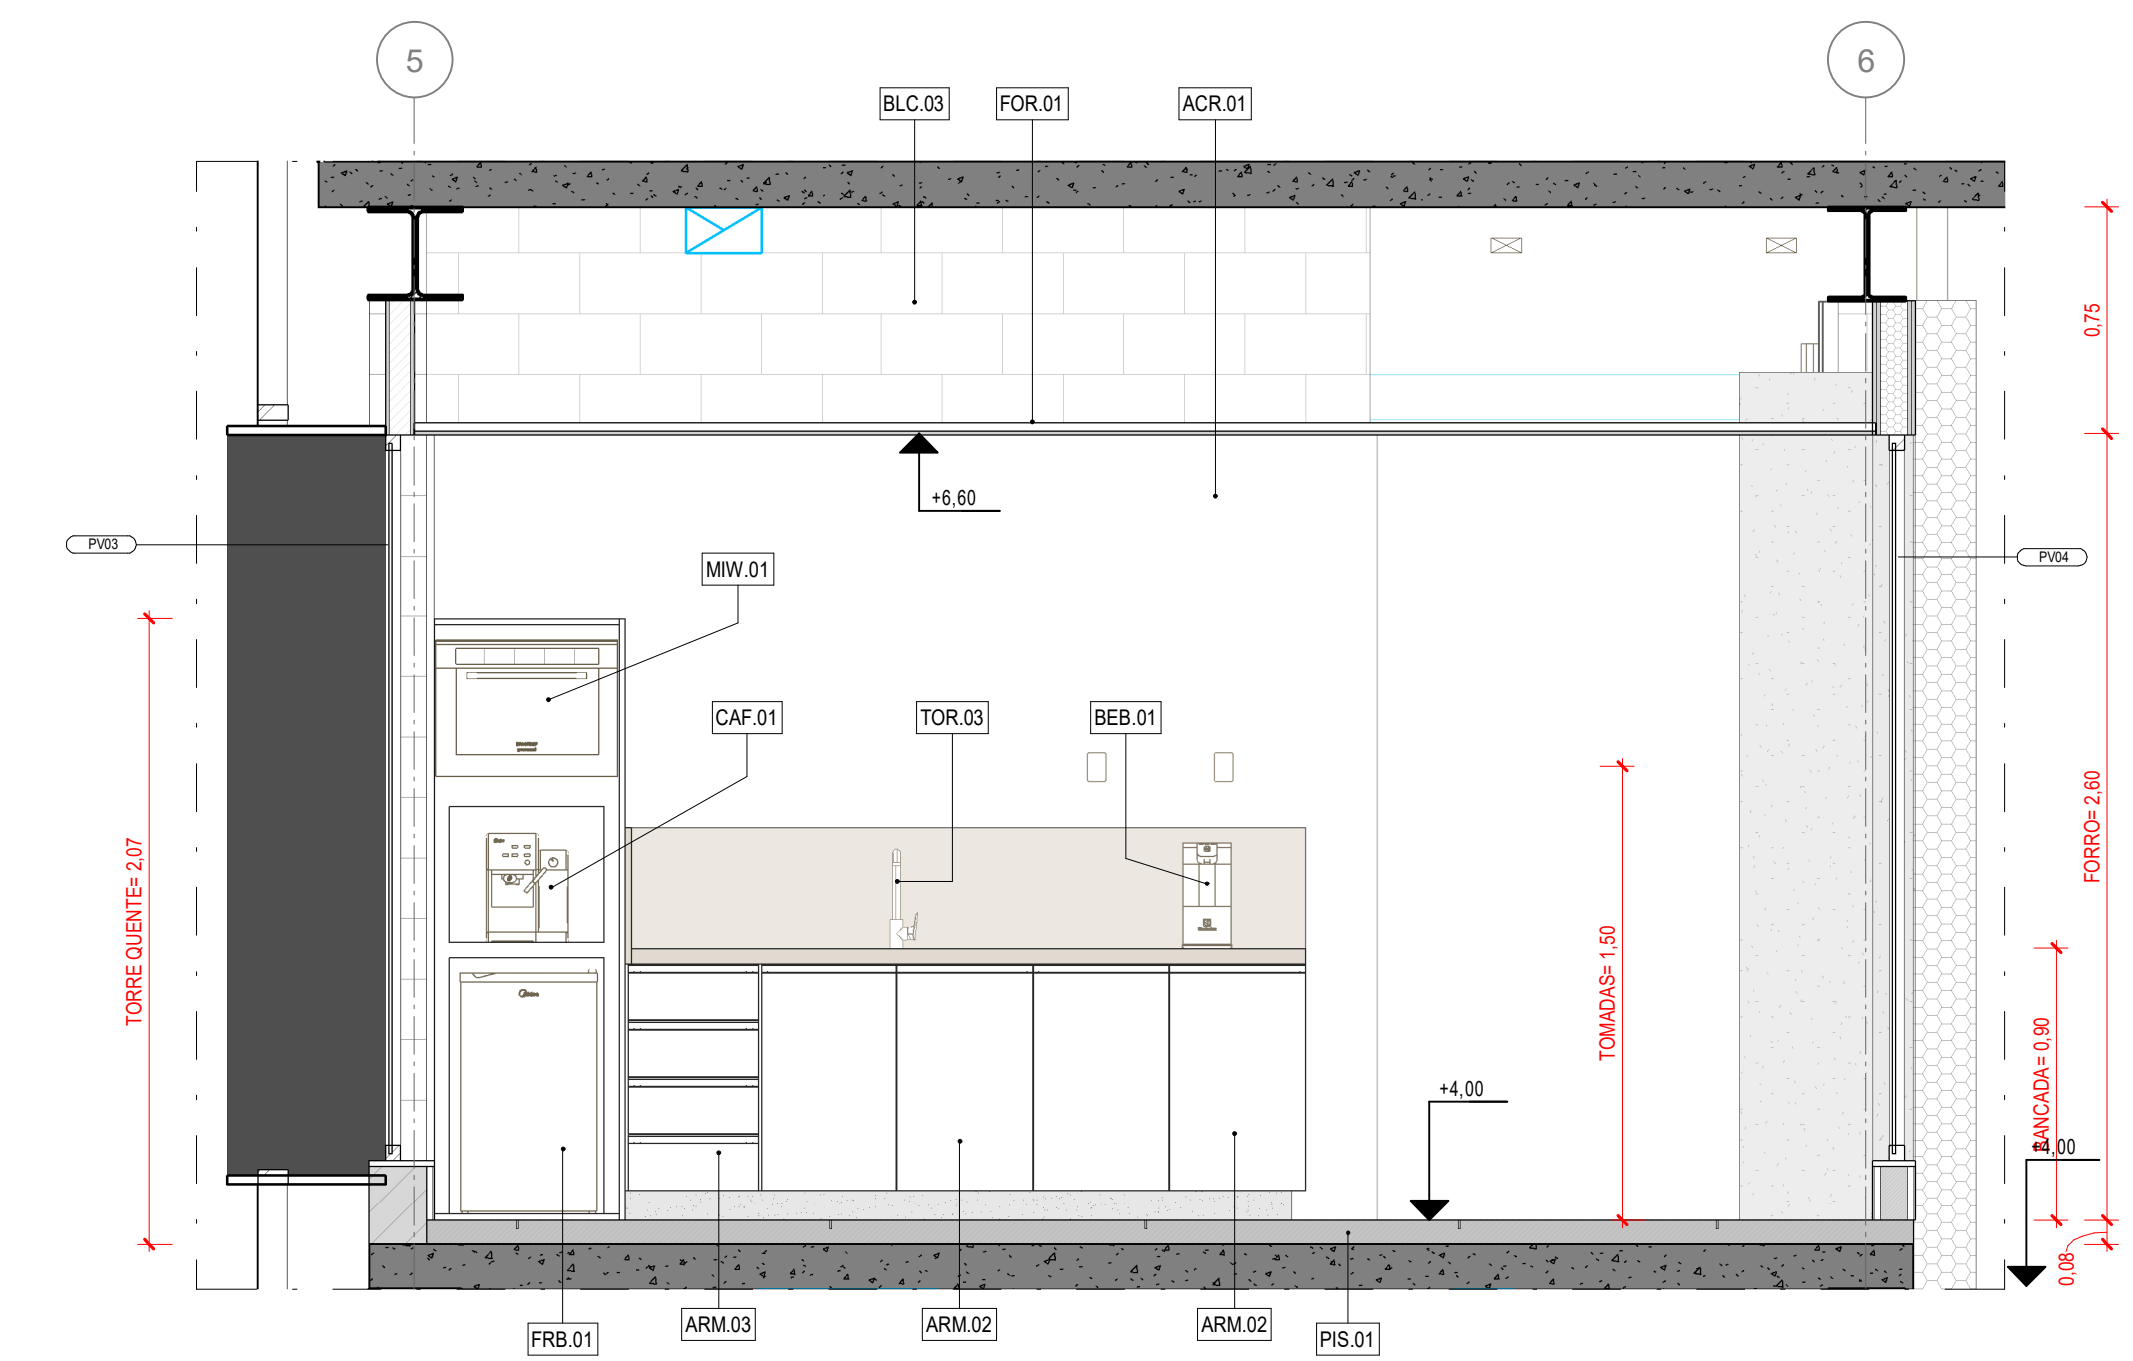 5
6
BLC.03
FOR.01
ACR.01
0,75
+6,60
PV03
PV04
MIW.01
CAF.01
TOR.03
BEB.01
FORRO= 2,60
TORRE QUENTE= 2,07
TOMADAS= 1,50
BANCADA= 0,90
+4,00
+4,00
0,08
FRB.01
ARM.03
ARM.02
ARM.02
PIS.01